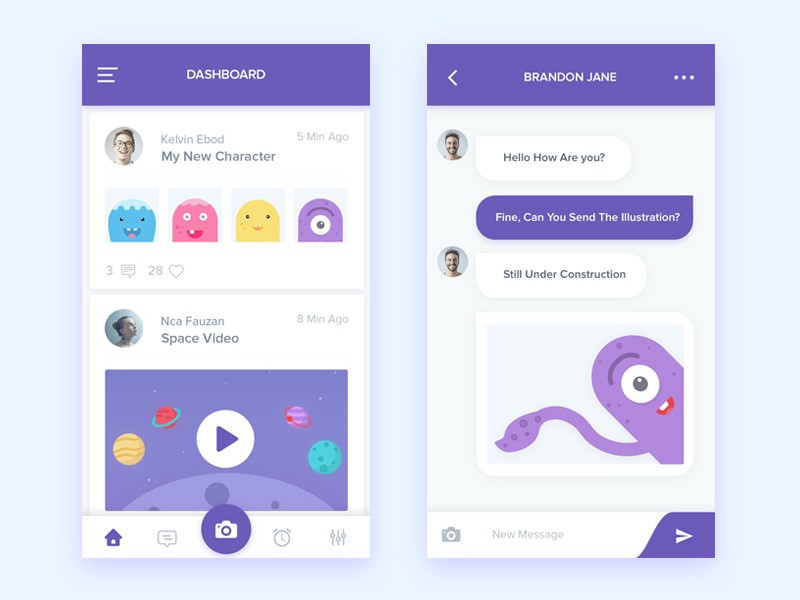 DASHBOARD
Kelvin Ebod
5 Min Ago
My New Character
3
28
Nca Fauzan
8 Min Ago
Space Video
BRANDON JANE
Hello How Are you?
Fine, Can You Send The Illustration?
Still Under Construction
New Message